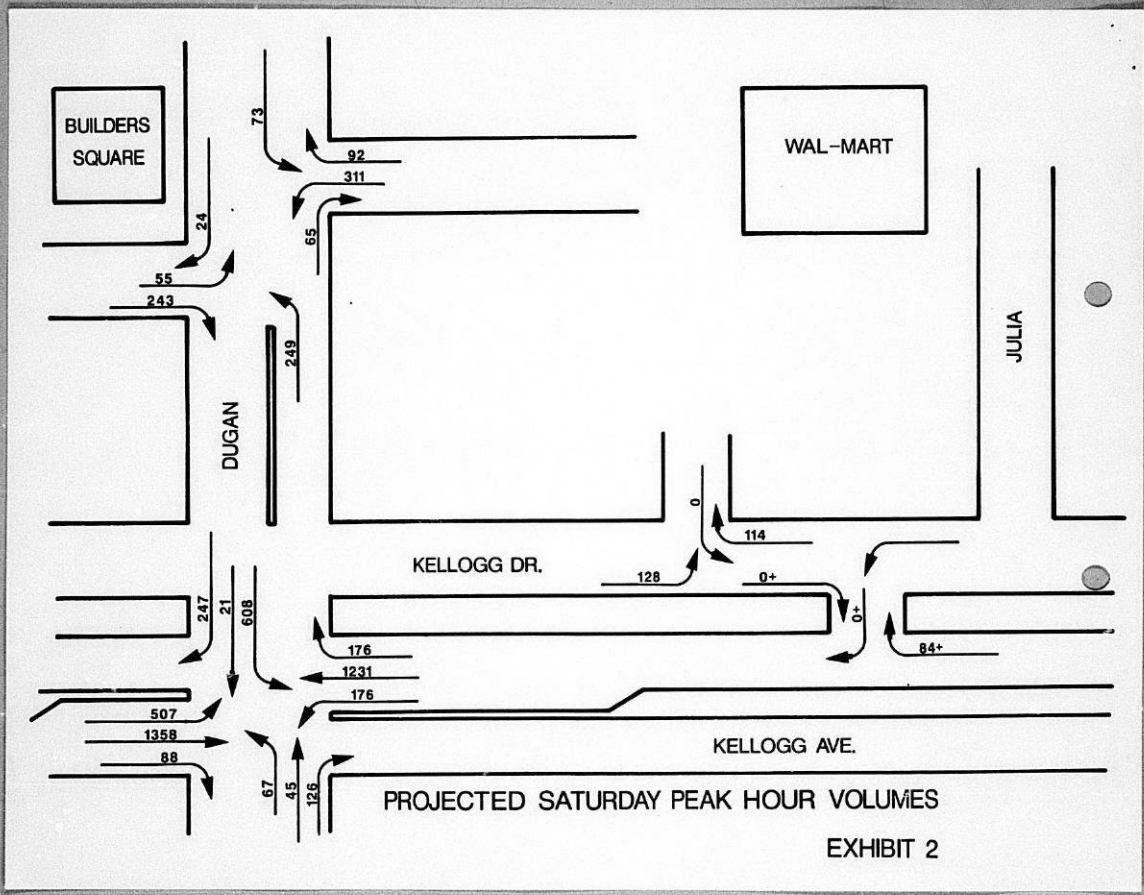 BUILDERS
SQUARE
73
92
311
WAL-MART
24
65
55
243
249
DUGAN
JULIA
0
114
KELLOGG DR.
128
0+
247
21
608
0+
176
84+
1231
176
507
1358
88
KELLOGG AVE.
67
45
126
PROJECTED SATURDAY PEAK HOUR VOLUMES
EXHIBIT 2